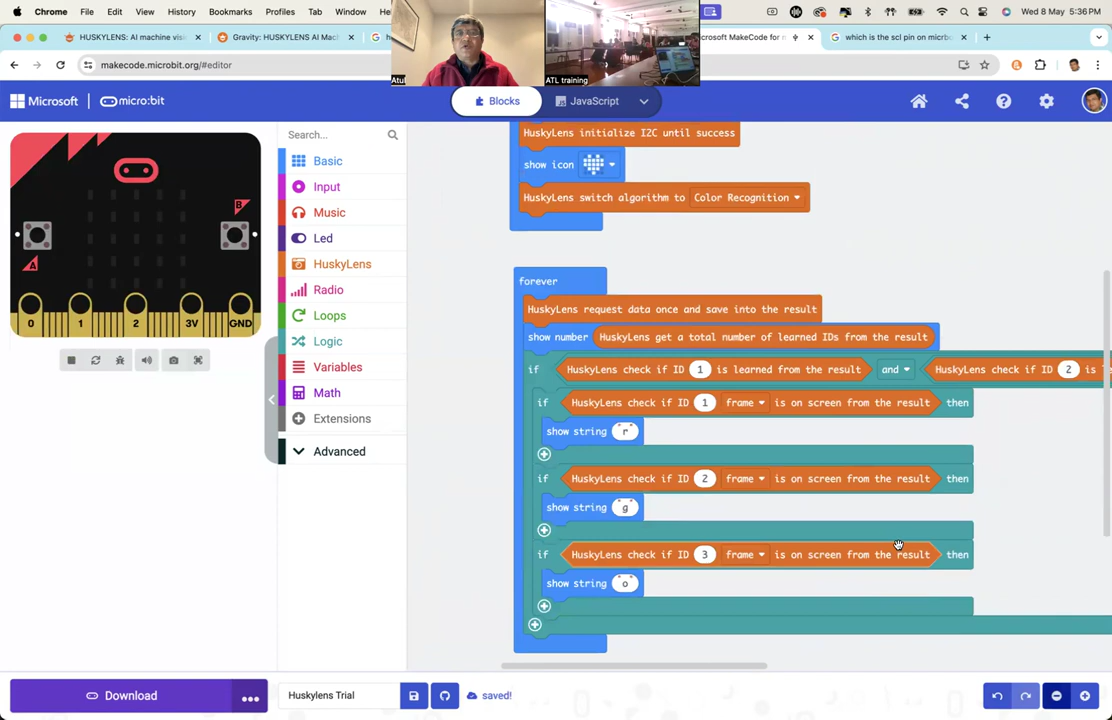 Chrome File Edit View History Bookmarks Profiles Tab Window
Wed 8 May 5:36 PM
HUSKYLENS: AI machine visi
Gravity: HUSKYLENS AI Mac
crosoft MakeCode for m
which is the scl pin on micrbo
makecode.microbit.org/#editor
Atul
ATL training
Microsoft
micro:bit
Blocks
JavaScript
Search...
Basic
Input
Music
Led
HuskyLens
Radio
Loops
Logic
Variables
Math
Extensions
Advanced
A
B
0 1 2 3V GND
HuskyLens initialize I2C until success
show icon
HuskyLens switch algorithm to Color Recognition
forever
HuskyLens request data once and save into the result
show number HuskyLens get a total number of learned IDs from the result
if HuskyLens check if ID 1 is learned from the result and HuskyLens check if ID 2 is
if HuskyLens check if ID 1 frame is on screen from the result then
show string "r"
if HuskyLens check if ID 2 frame is on screen from the result then
show string "g"
if HuskyLens check if ID 3 frame is on screen from the result then
show string "o"
Download
Huskylens Trial
saved!